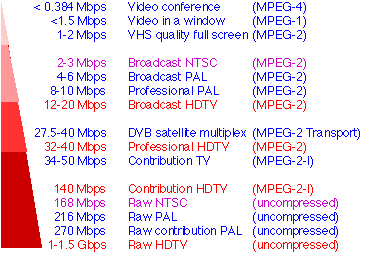 < 0.384 Mbps Video conference (MPEG-4)
<1.5 Mbps Video in a window (MPEG-1)
1-2 Mbps VHS quality full screen (MPEG-2)
2-3 Mbps Broadcast NTSC (MPEG-2)
4-6 Mbps Broadcast PAL (MPEG-2)
8-10 Mbps Professional PAL (MPEG-2)
12-20 Mbps Broadcast HDTV (MPEG-2)
27.5-40 Mbps DVB satellite multiplex (MPEG-2 Transport)
32-40 Mbps Professional HDTV (MPEG-2)
34-50 Mbps Contribution TV (MPEG-2-I)
140 Mbps Contribution HDTV (MPEG-2-I)
168 Mbps Raw NTSC (uncompressed)
216 Mbps Raw PAL (uncompressed)
270 Mbps Raw contribution PAL (uncompressed)
1-1.5 Gbps Raw HDTV (uncompressed)